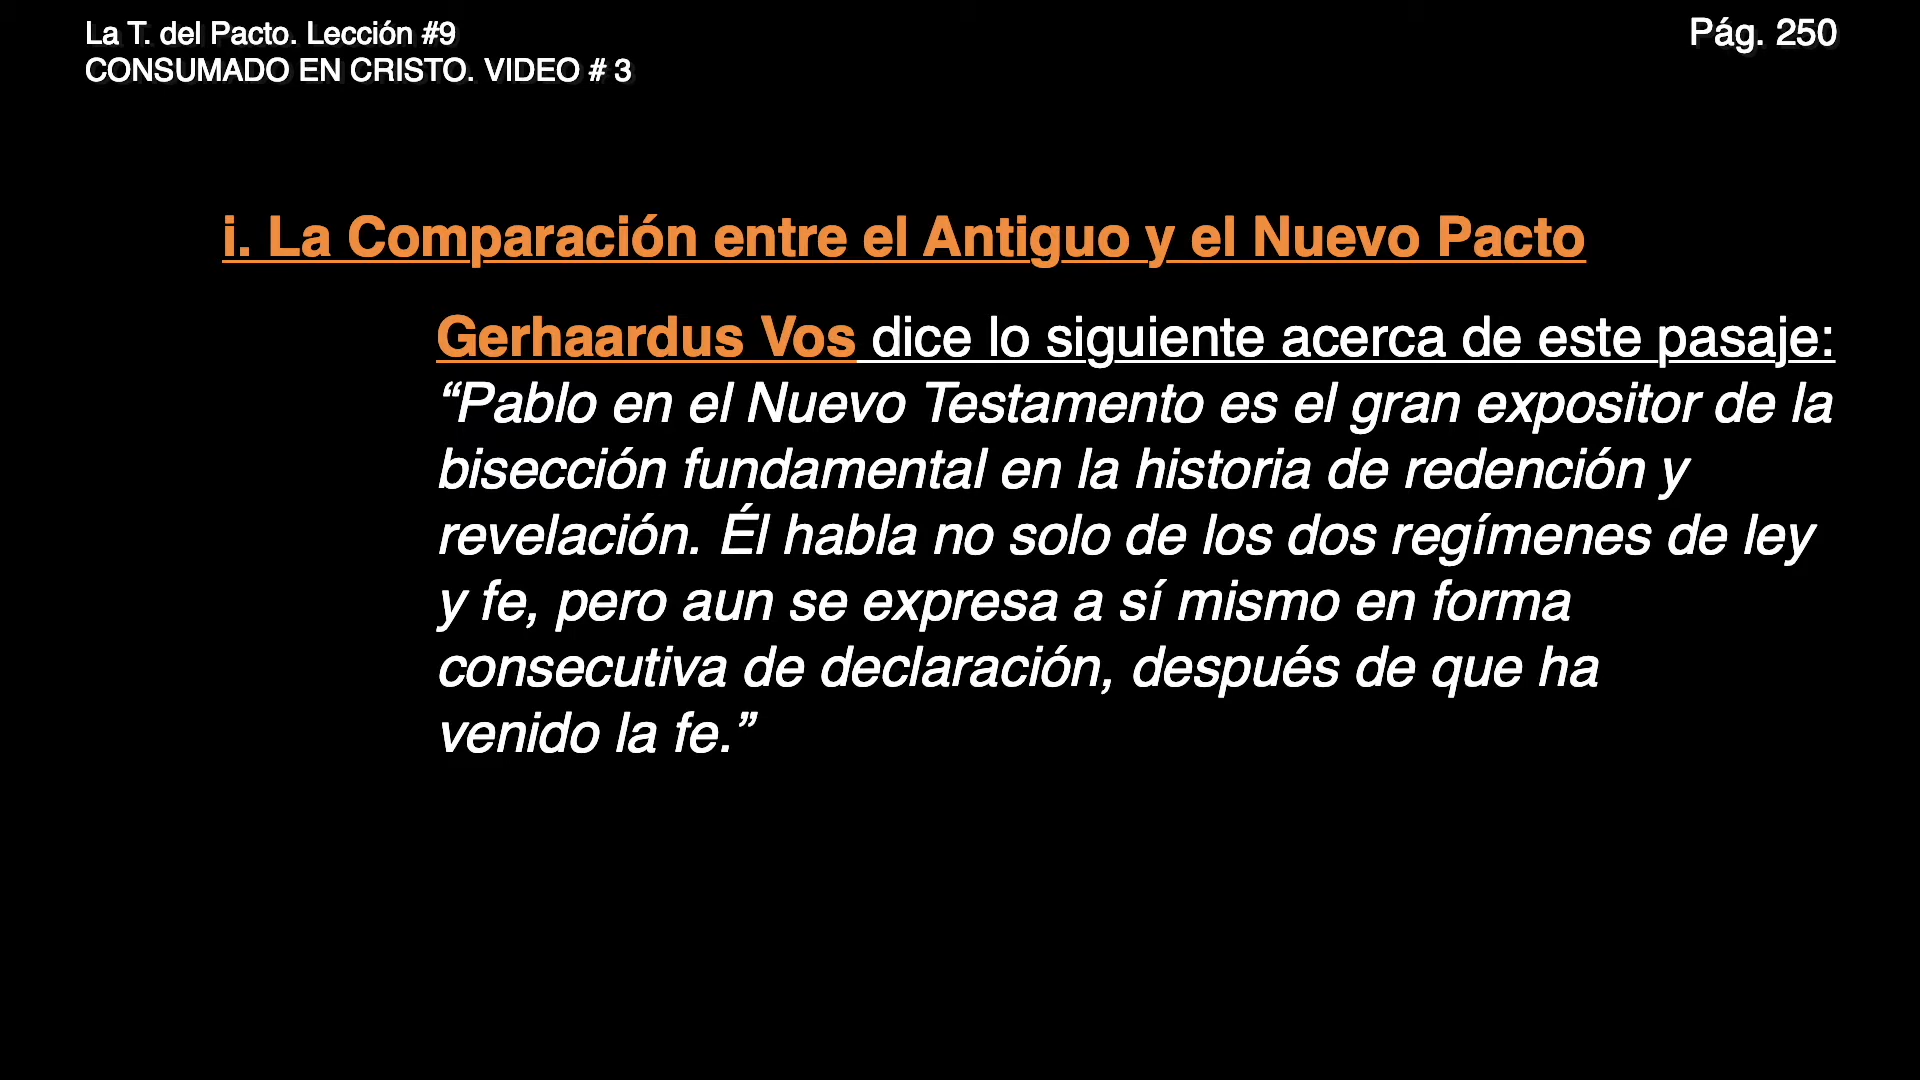 La T. del Pacto. Lección #9
CONSUMADO EN CRISTO. VIDEO # 3
Pág. 250
i. La Comparación entre el Antiguo y el Nuevo Pacto
Gerhaardus Vos dice lo siguiente acerca de este pasaje:
“Pablo en el Nuevo Testamento es el gran expositor de la
bisección fundamental en la historia de redención y
revelación. Él habla no solo de los dos regímenes de ley
y fe, pero aun se expresa a sí mismo en forma
consecutiva de declaración, después de que ha
venido la fe.”